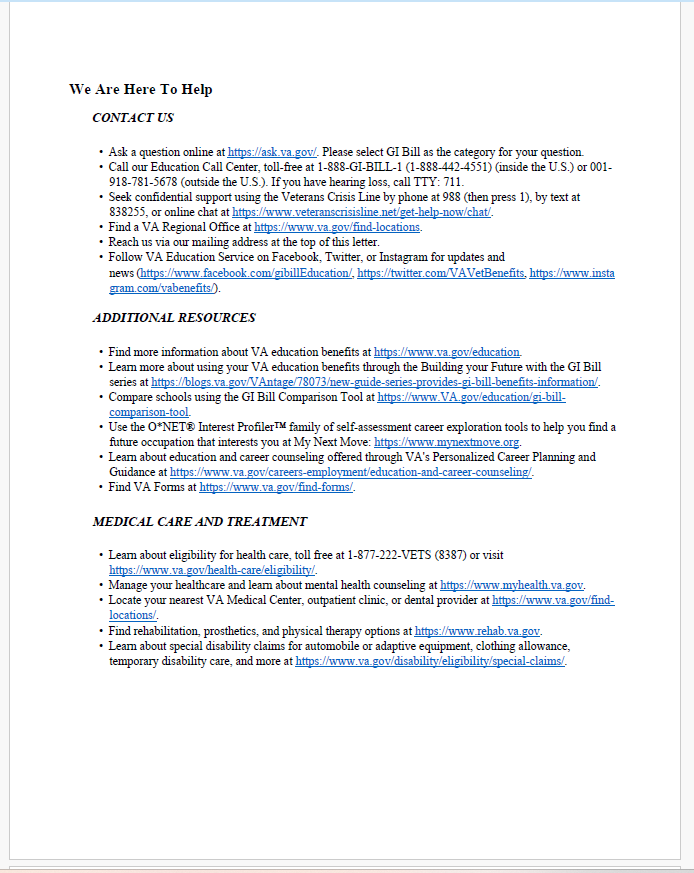 We Are Here To Help
CONTACT US
• Ask a question online at https://ask.va.gov/. Please select GI Bill as the category for your question.
• Call our Education Call Center, toll-free at 1-888-GI-BILL-1 (1-888-442-4551) (inside the U.S.) or 001-
918-781-5678 (outside the U.S.). If you have hearing loss, call TTY: 711.
• Seek confidential support using the Veterans Crisis Line by phone at 988 (then press 1), by text at
838255, or online chat at https://www.veteranscrisisline.net/get-help-now/chat/.
• Find a VA Regional Office at https://www.va.gov/find-locations.
• Reach us via our mailing address at the top of this letter.
• Follow VA Education Service on Facebook, Twitter, or Instagram for updates and
news (https://www.facebook.com/gibillEducation/, https://twitter.com/VAVetBenefits, https://www.insta
gram.com/vabenefits/).
ADDITIONAL RESOURCES
• Find more information about VA education benefits at https://www.va.gov/education.
• Learn more about using your VA education benefits through the Building your Future with the GI Bill
series at https://blogs.va.gov/VAntage/78073/new-guide-series-provides-gi-bill-benefits-information/.
• Compare schools using the GI Bill Comparison Tool at https://www.VA.gov/education/gi-bill-
comparison-tool.
• Use the O*NET® Interest Profiler™ family of self-assessment career exploration tools to help you find a
future occupation that interests you at My Next Move: https://www.mynextmove.org.
• Learn about education and career counseling offered through VA's Personalized Career Planning and
Guidance at https://www.va.gov/careers-employment/education-and-career-counseling/.
• Find VA Forms at https://www.va.gov/find-forms/.
MEDICAL CARE AND TREATMENT
• Learn about eligibility for health care, toll free at 1-877-222-VETS (8387) or visit
https://www.va.gov/health-care/eligibility/.
• Manage your healthcare and learn about mental health counseling at https://www.myhealth.va.gov.
• Locate your nearest VA Medical Center, outpatient clinic, or dental provider at https://www.va.gov/find-
locations/.
• Find rehabilitation, prosthetics, and physical therapy options at https://www.rehab.va.gov.
• Learn about special disability claims for automobile or adaptive equipment, clothing allowance,
temporary disability care, and more at https://www.va.gov/disability/eligibility/special-claims/.